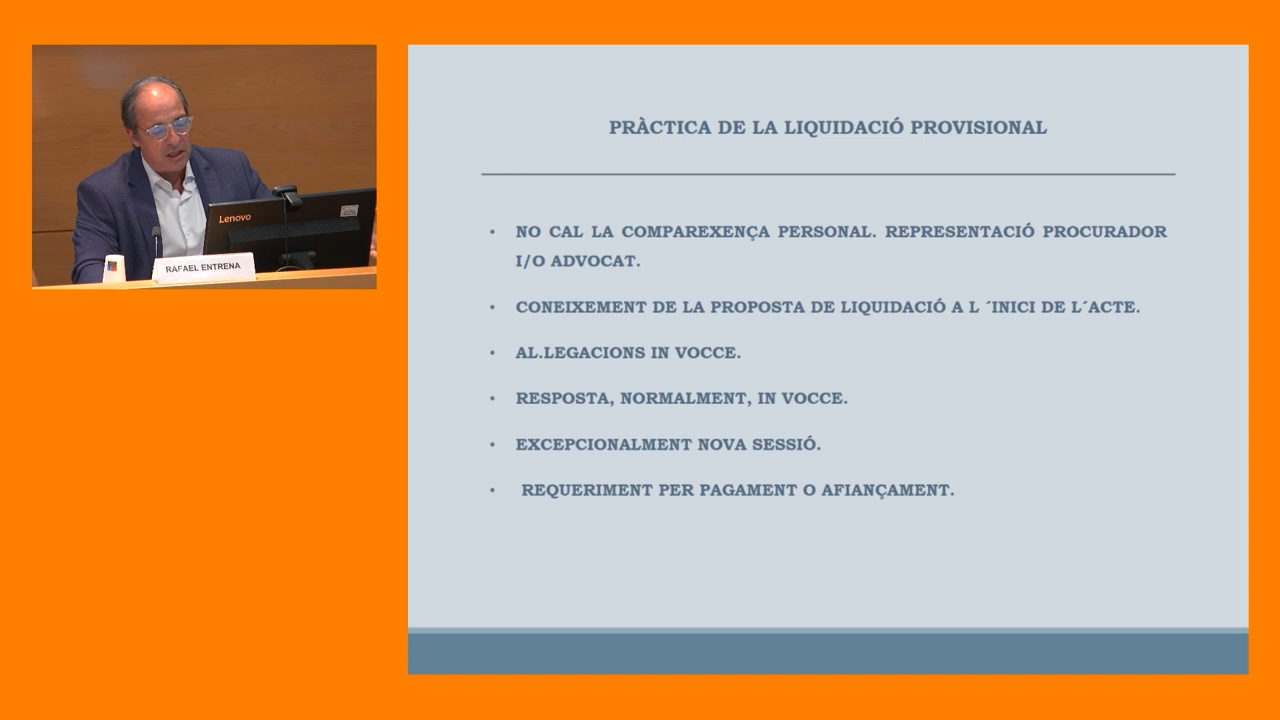 Lenovo
RAFAEL ENTRENA
PRÀCTICA DE LA LIQUIDACIÓ PROVISIONAL
• NO CAL LA COMPAREXENÇA PERSONAL. REPRESENTACIÓ PROCURADOR
I/O ADVOCAT.
• CONEIXEMENT DE LA PROPOSTA DE LIQUIDACIÓ A L ´INICI DE L´ACTE.
• AL.LEGACIONS IN VOCCE.
• RESPOSTA, NORMALMENT, IN VOCCE.
• EXCEPCIONALMENT NOVA SESSIÓ.
• REQUERIMENT PER PAGAMENT O AFIANÇAMENT.